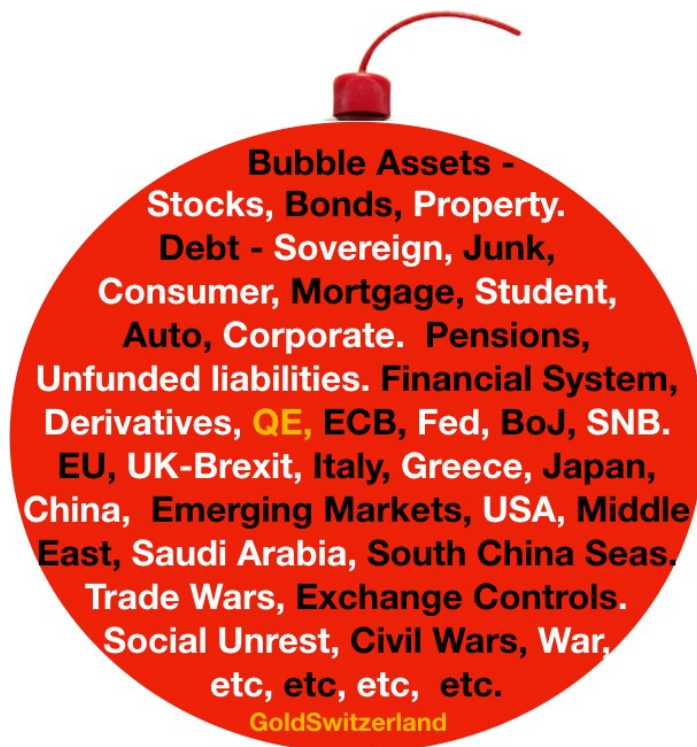 Bubble Assets -
Stocks, Bonds, Property.
Debt - Sovereign, Junk,
Consumer, Mortgage, Student,
Auto, Corporate. Pensions,
Unfunded liabilities. Financial System,
Derivatives, QE, ECB, Fed, BoJ, SNB.
EU, UK-Brexit, Italy, Greece, Japan,
China, Emerging Markets, USA, Middle
East, Saudi Arabia, South China Seas.
Trade Wars, Exchange Controls.
Social Unrest, Civil Wars, War,
etc, etc, etc, etc.
GoldSwitzerland